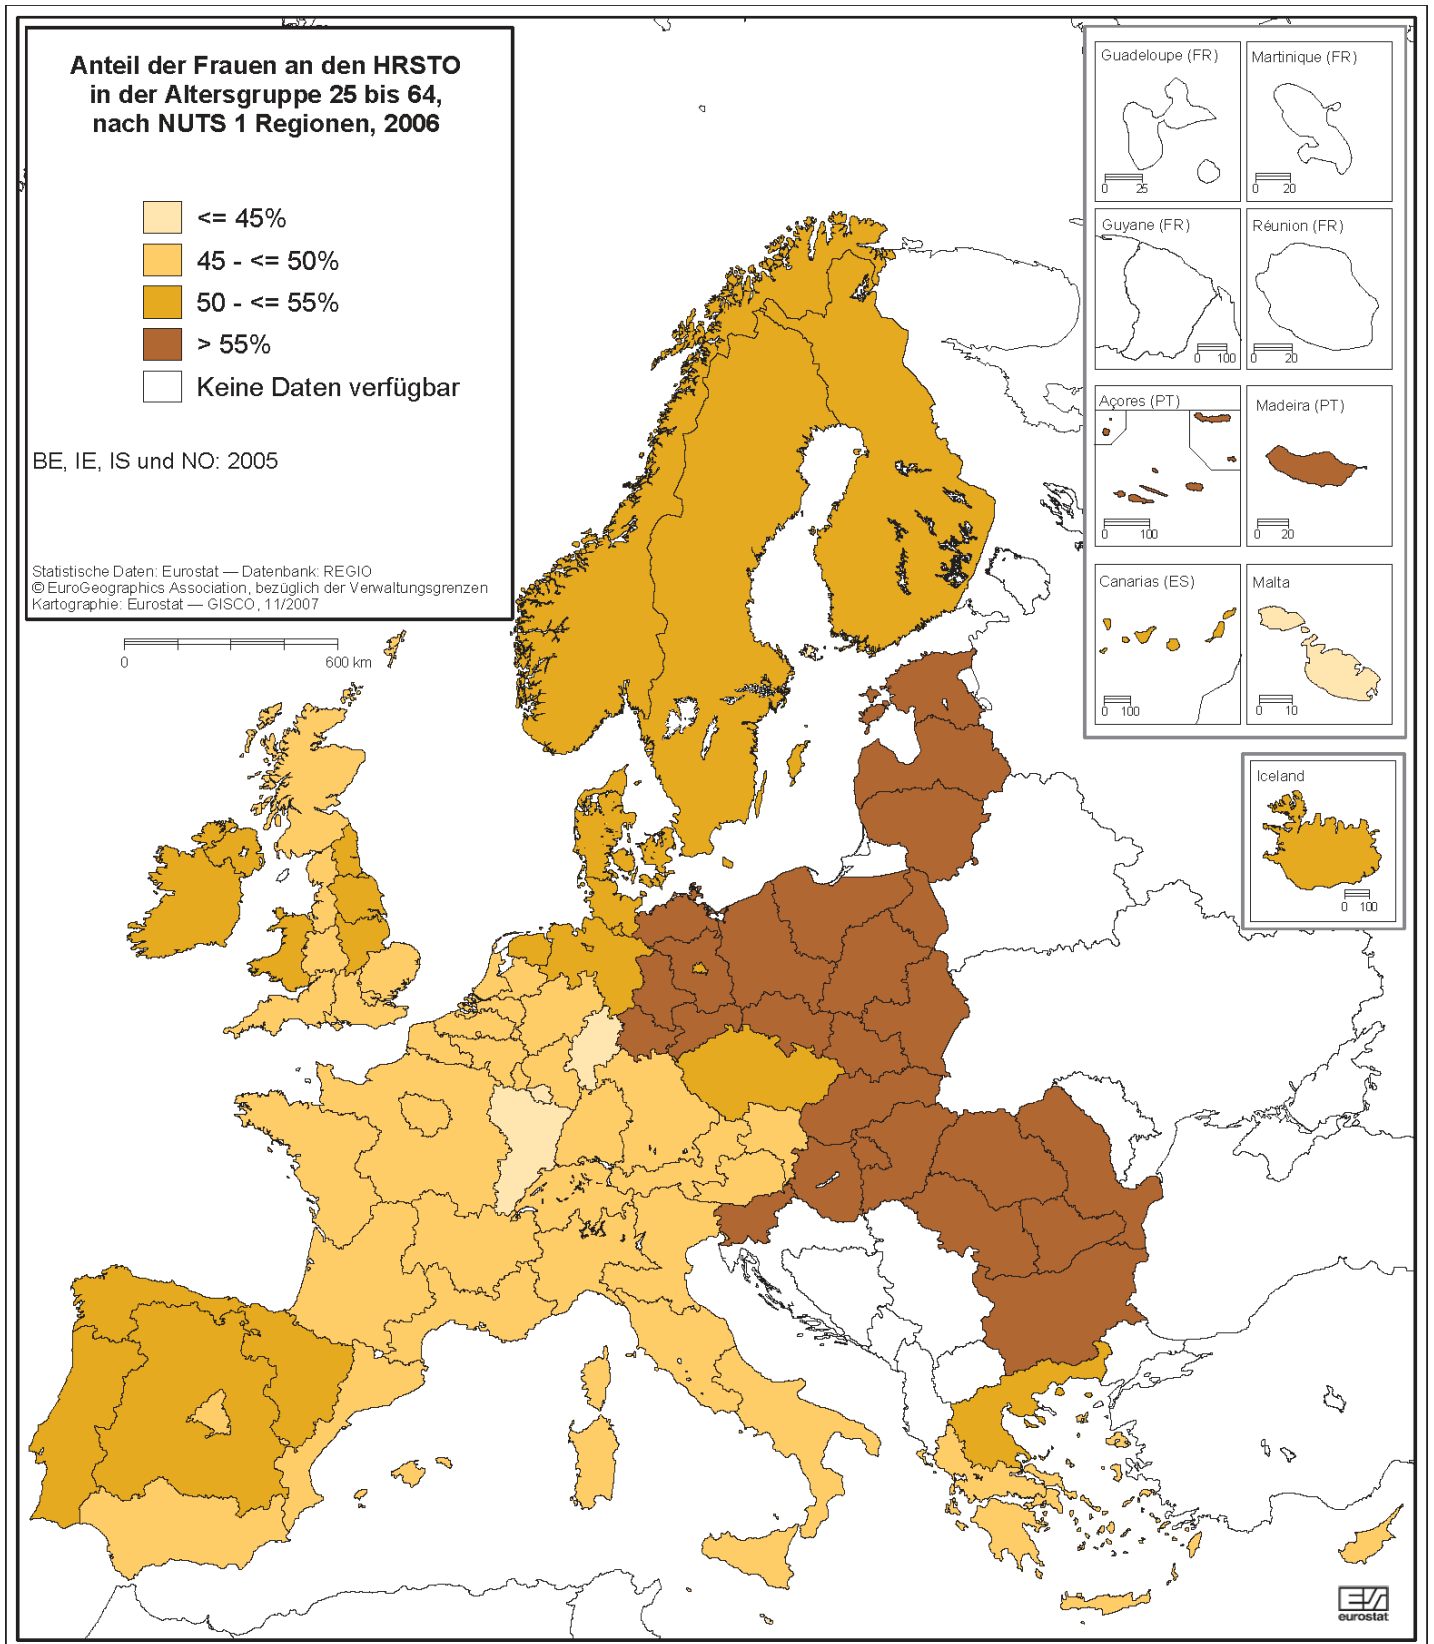 Anteil der Frauen an den HRSTO
in der Altersgruppe 25 bis 64,
nach NUTS 1 Regionen, 2006
<= 45%
45 - <= 50%
50 - <= 55%
> 55%
Keine Daten verfügbar
BE, IE, IS und NO: 2005
Statistische Daten: Eurostat — Datenbank: REGIO
© EuroGeographics Association, bezüglich der Verwaltungsgrenzen
Kartographie: Eurostat — GISCO, 11/2007
0 600 km
Guadeloupe (FR)
0 25
Martinique (FR)
0 20
Guyane (FR)
0 100
Réunion (FR)
0 20
Açores (PT)
0 100
Madeira (PT)
0 20
Canarias (ES)
0 100
Malta
0 10
Iceland
0 100
eurostat